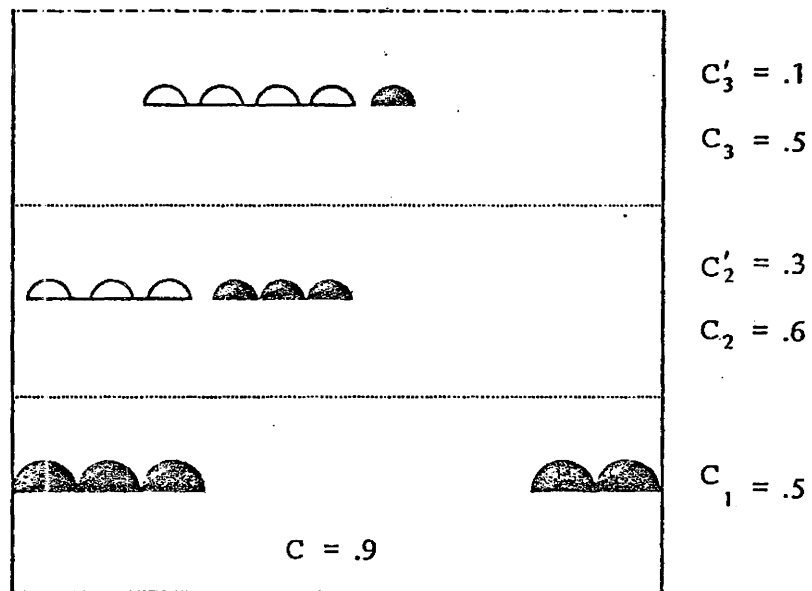 C'3 = .1
C3 = .5
C'2 = .3
C2 = .6
C1 = .5
C = .9